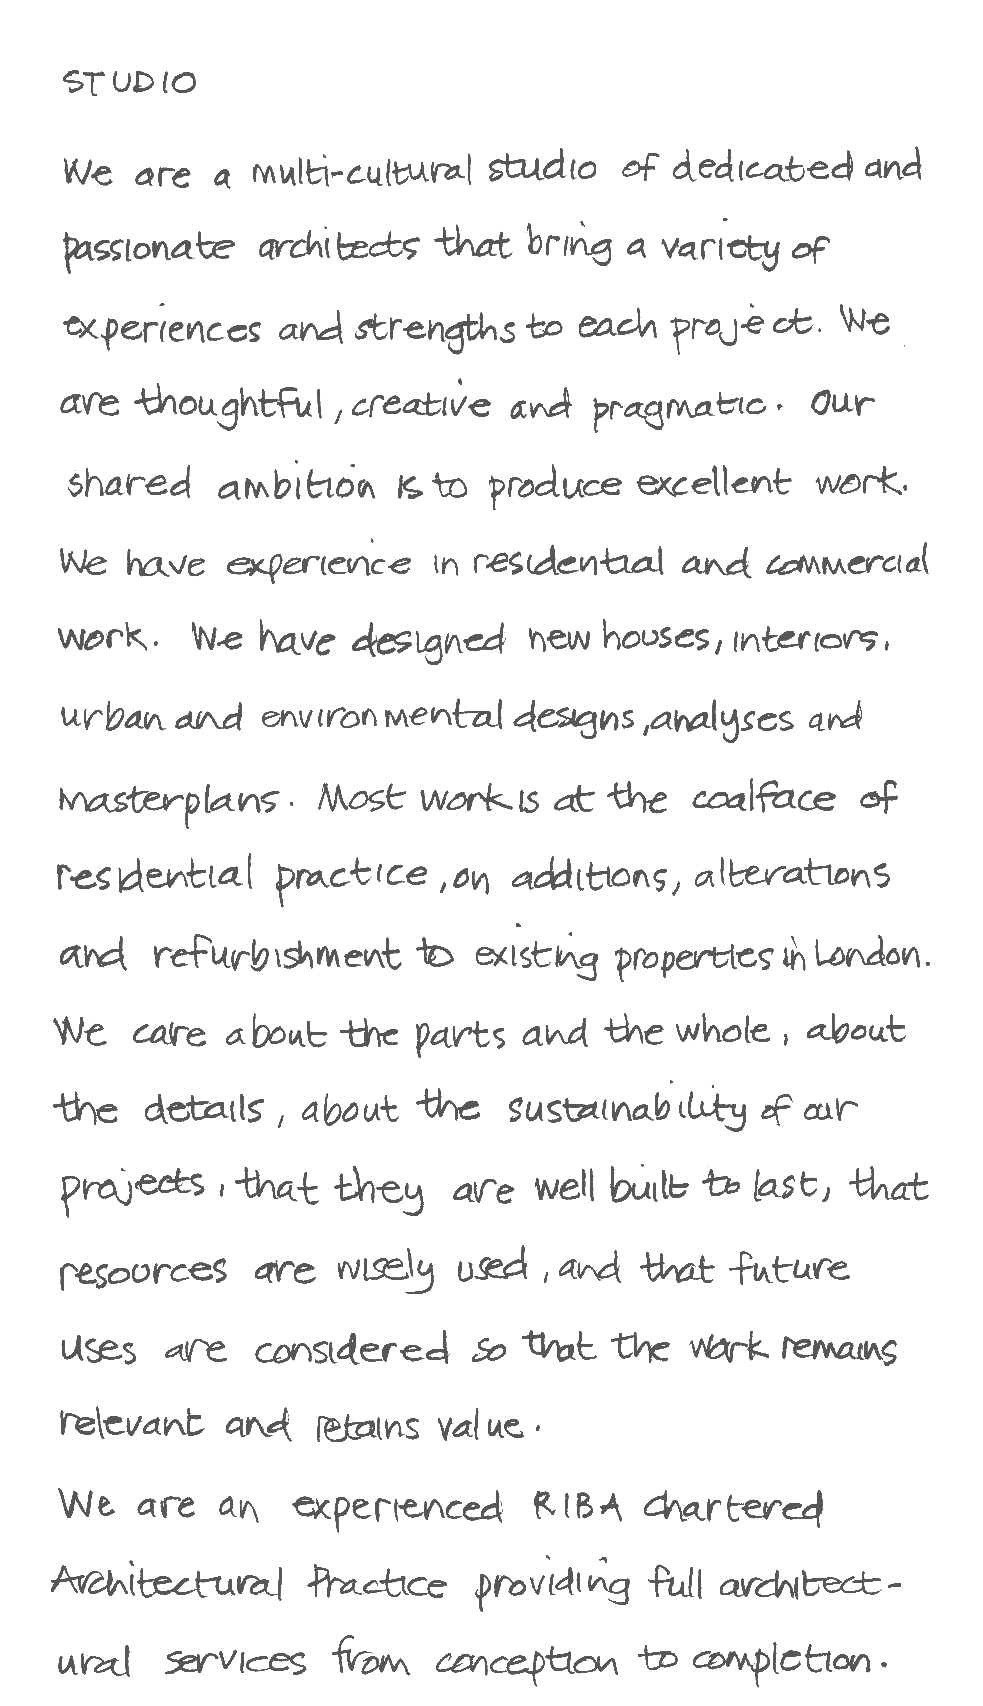 STUDIO
We are a multi-cultural studio of dedicated and
passionate architects that bring a variety of
experiences and strengths to each project. We
are thoughtful, creative and pragmatic. Our
shared ambition is to produce excellent work.
We have experience in residential and commercial
work. We have designed new houses, interiors,
urban and environmental designs, analyses and
masterplans. Most work is at the coalface of
residential practice, on additions, alterations
and refurbishment to existing properties in London.
We care about the parts and the whole, about
the details, about the sustainability of our
projects, that they are well built to last, that
resources are wisely used, and that future
uses are considered so that the work remains
relevant and retains value.
We are an experienced RIBA chartered
Architectural Practice providing full architect-
ural services from conception to completion.